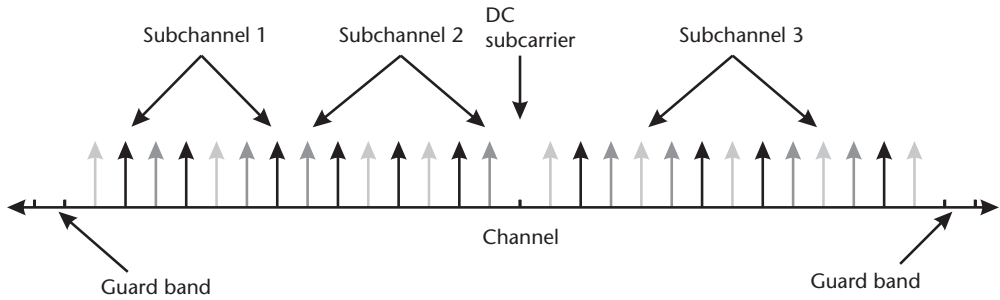 Subchannel 1
Subchannel 2
DC
subcarrier
Subchannel 3
Channel
Guard band
Guard band